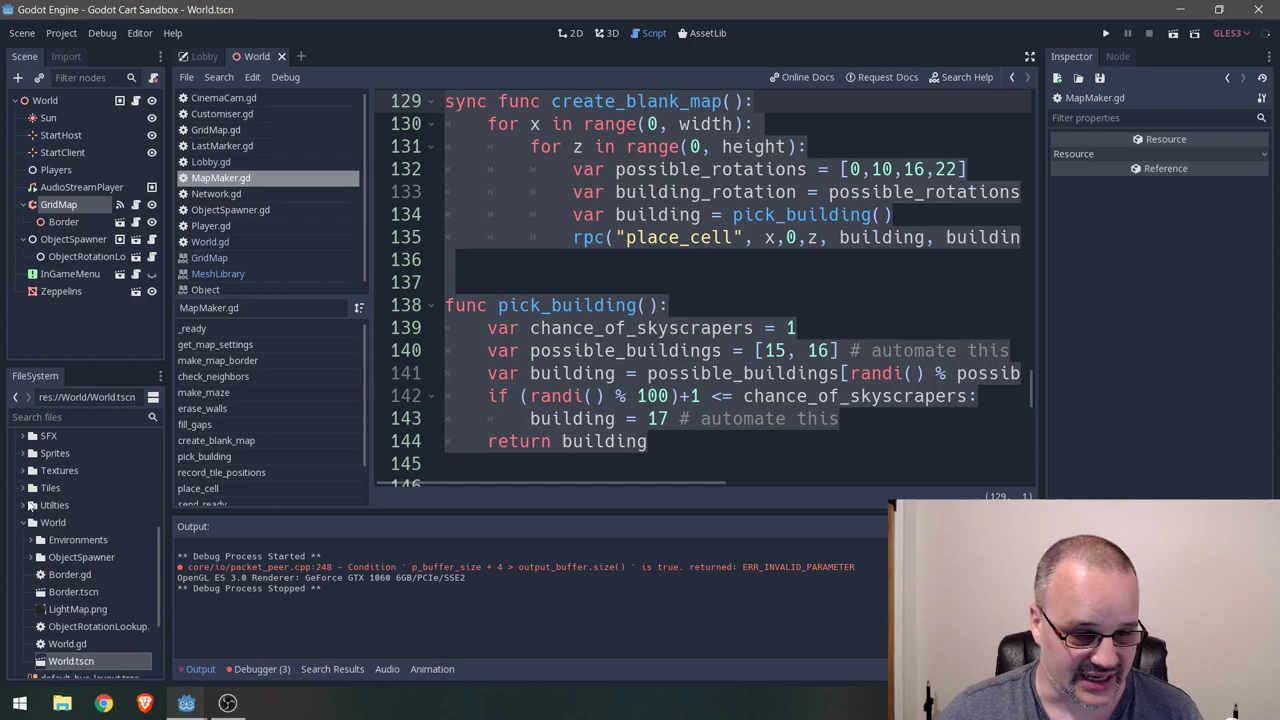 Godot Engine - Godot Cart Sandbox - World.tscn
Scene Project Debug Editor Help
2D 3D Script AssetLib
GLES3
Scene Import
Filter nodes
World
Sun
StartHost
StartClient
Players
AudioStreamPlayer
GridMap
Border
ObjectSpawner
ObjectRotationLo
InGameMenu
Zeppelins
FileSystem
res://World/World.tscn
Search files
SFX
Sprites
Textures
Tiles
Utilties
World
Environments
ObjectSpawner
Border.gd
Border.tscn
LightMap.png
ObjectRotationLookup.
World.gd
World.tscn
default_bus_layout.tres
Lobby World
File Search Edit Debug
Online Docs Request Docs Search Help
CinemaCam.gd
Customiser.gd
GridMap.gd
LastMarker.gd
Lobby.gd
MapMaker.gd
Network.gd
ObjectSpawner.gd
Player.gd
World.gd
GridMap
MeshLibrary
Object
MapMaker.gd
_ready
get_map_settings
make_map_border
check_neighbors
make_maze
erase_walls
fill_gaps
create_blank_map
pick_building
record_tile_positions
place_cell
send_ready
129 sync func create_blank_map():
130 for x in range(0, width):
131 for z in range(0, height):
132 var possible_rotations = [0,10,16,22]
133 var building_rotation = possible_rotations
134 var building = pick_building()
135 rpc("place_cell", x,0,z, building, buildin
136
137
138 func pick_building():
139 var chance_of_skyscrapers = 1
140 var possible_buildings = [15, 16] # automate this
141 var building = possible_buildings[randi() % possib
142 if (randi() % 100)+1 <= chance_of_skyscrapers:
143 building = 17 # automate this
144 return building
145
146
(129, 1)
Output:
** Debug Process Started **
core/io/packet_peer.cpp:248 - Condition ' p_buffer_size + 4 > output_buffer.size() ' is true. returned: ERR_INVALID_PARAMETER
OpenGL ES 3.0 Renderer: GeForce GTX 1060 6GB/PCIe/SSE2
** Debug Process Stopped **
Output Debugger (3) Search Results Audio Animation
Inspector Node
MapMaker.gd
Filter properties
Resource
Resource
Reference